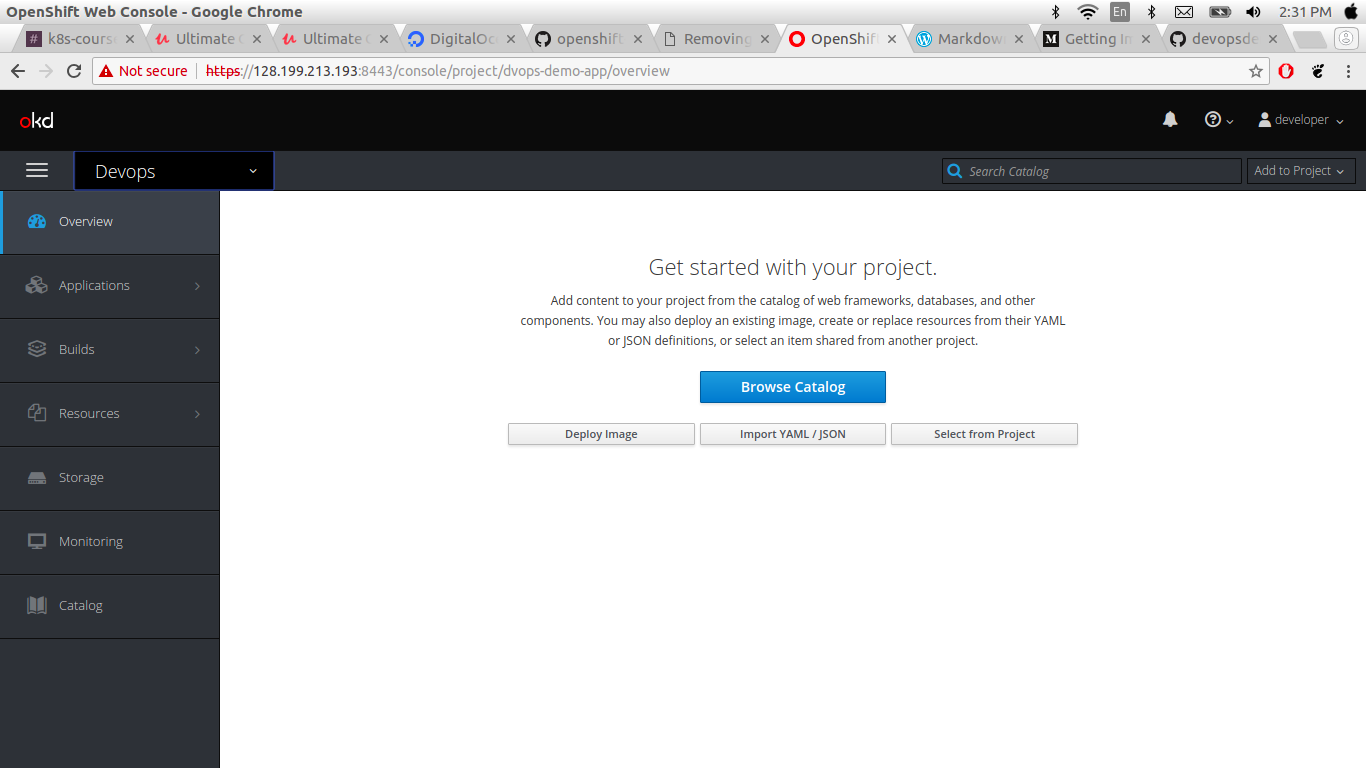 OpenShift Web Console - Google Chrome
En
2:31 PM
# k8s-cours
Ultimate
Ultimate
DigitalOc
openshift
Removing
OpenShif
Markdow
M Getting I
devopsde
Not secure https://128.199.213.193:8443/console/project/dvops-demo-app/overview
okd
developer
Devops
Search Catalog
Add to Project
Overview
Applications
Builds
Resources
Storage
Monitoring
Catalog
Get started with your project.
Add content to your project from the catalog of web frameworks, databases, and other
components. You may also deploy an existing image, create or replace resources from their YAML
or JSON definitions, or select an item shared from another project.
Browse Catalog
Deploy Image
Import YAML / JSON
Select from Project